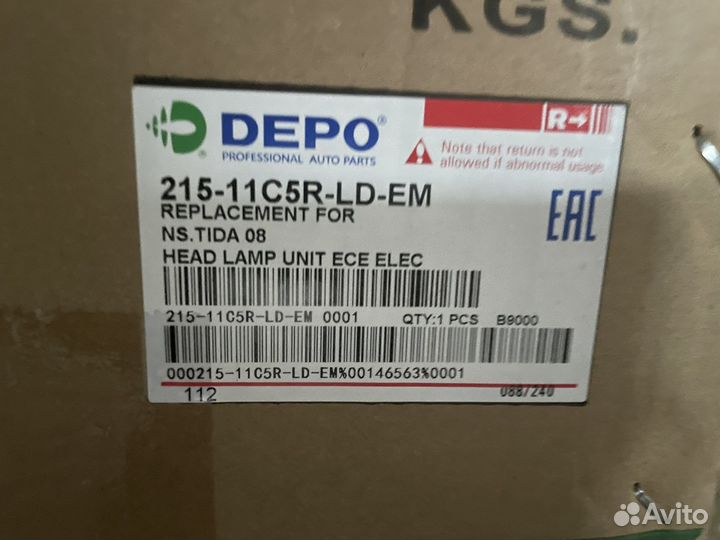 KGS.
DEPO®
PROFESSIONAL AUTO PARTS
R→
Note that return is not
allowed if abnormal usage
215-11C5R-LD-EM
REPLACEMENT FOR
NS.TIDA 08
HEAD LAMP UNIT ECE ELEC
EAC
215-11C5R-LD-EM 0001 QTY:1 PCS B9000
000215-11C5R-LD-EM%00146563%0001
112 088/240
Avito